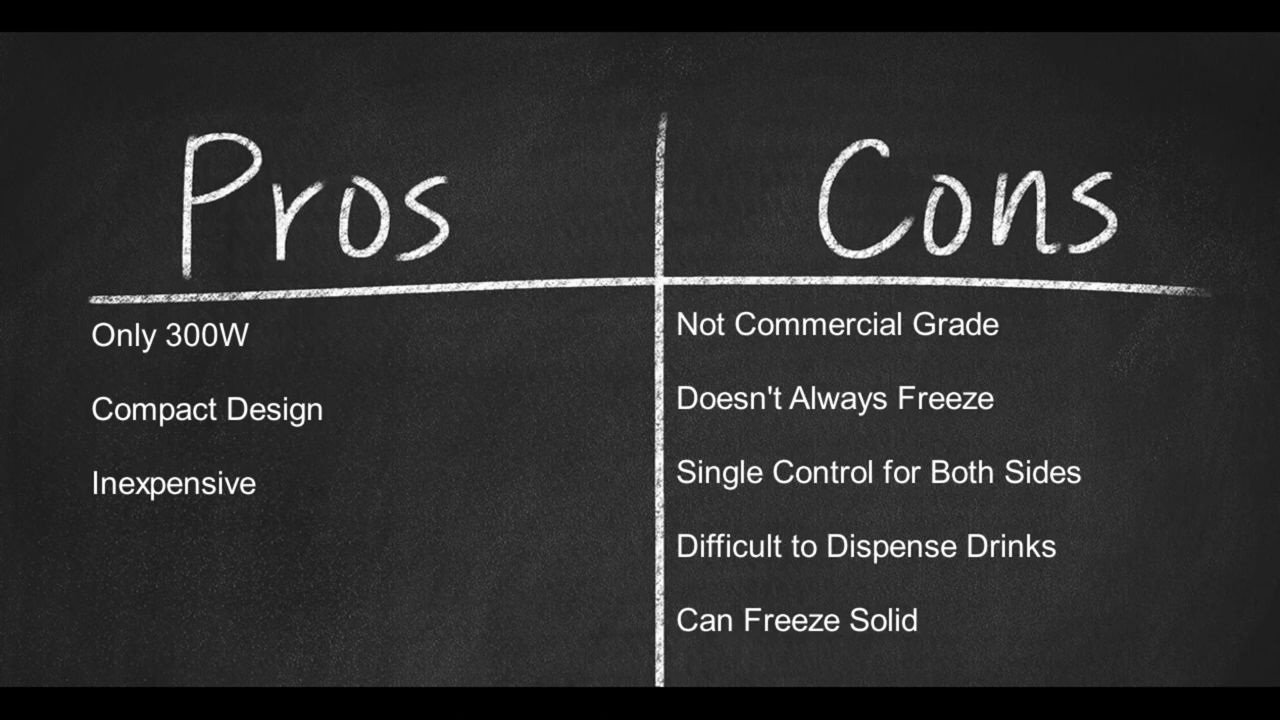 Pros
Only 300W
Compact Design
Inexpensive
Cons
Not Commercial Grade
Doesn't Always Freeze
Single Control for Both Sides
Difficult to Dispense Drinks
Can Freeze Solid